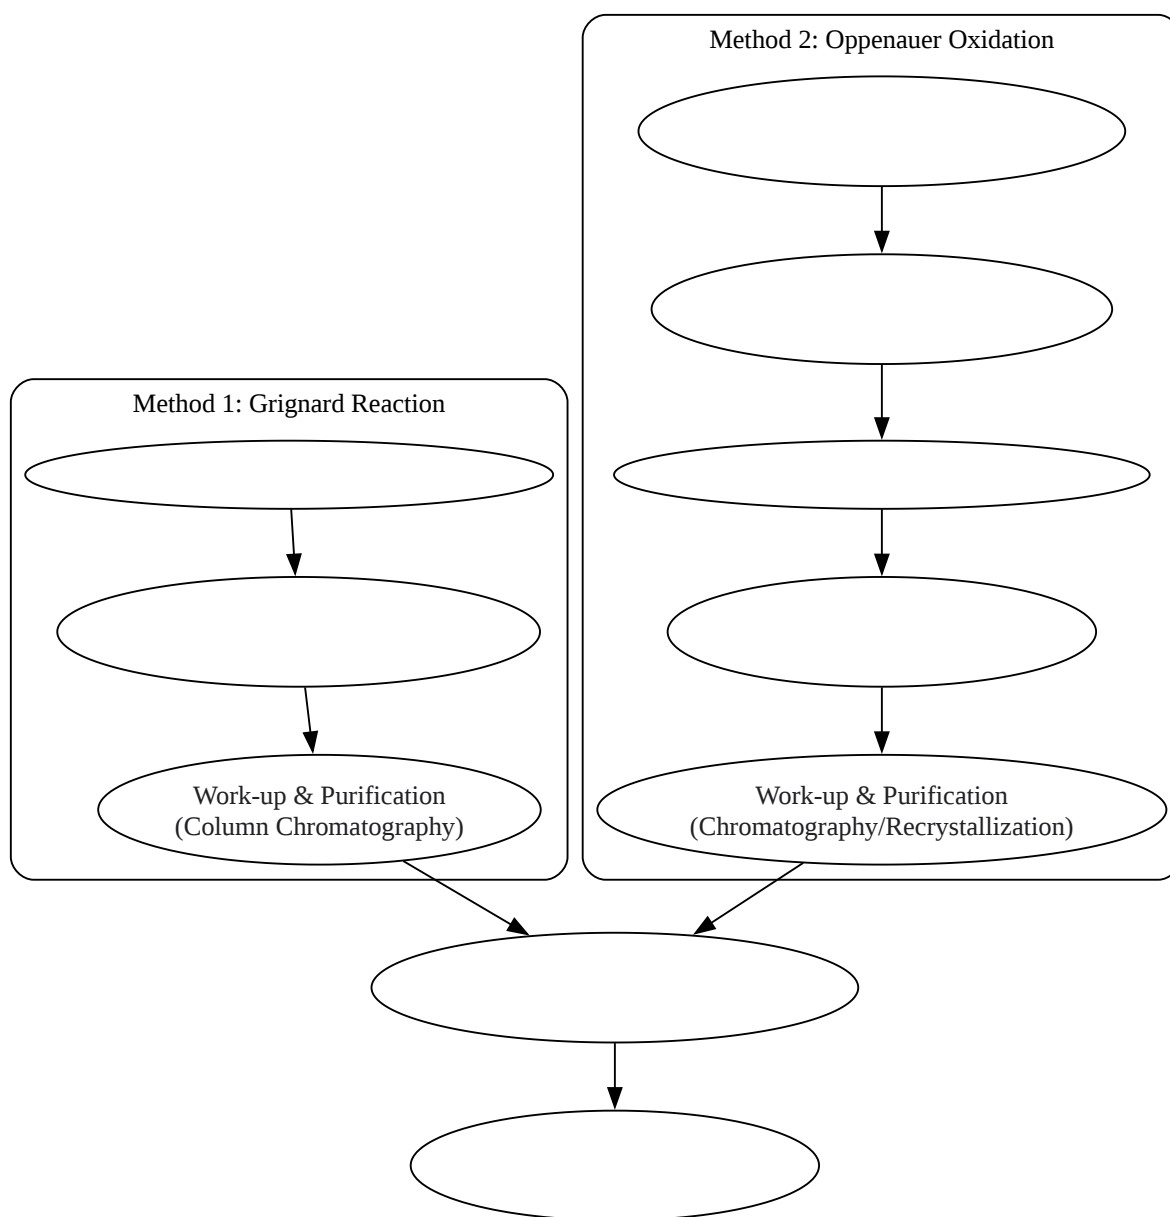 Method 2: Oppenauer Oxidation
Method 1: Grignard Reaction
Work-up & Purification
(Column Chromatography)
Work-up & Purification
(Chromatography/Recrystallization)